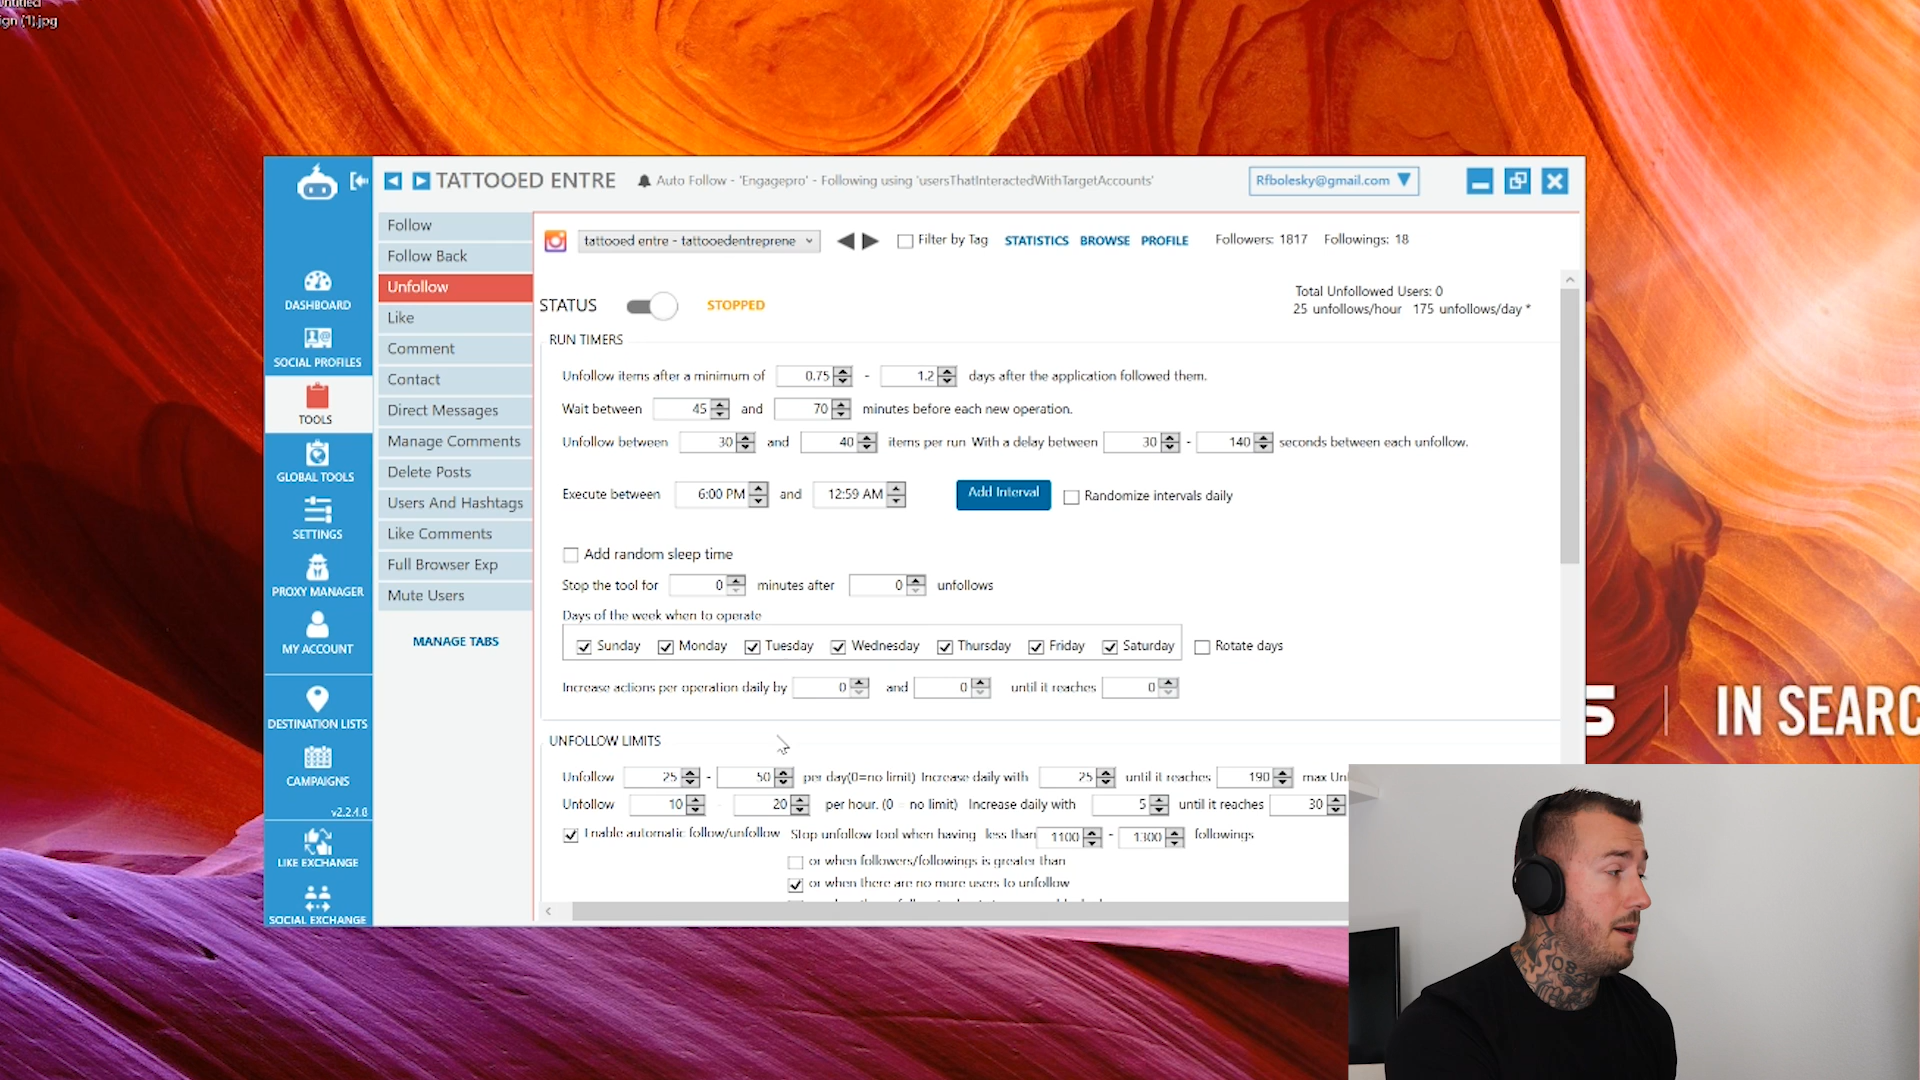 ign (1).jpg
TATTOOED ENTRE
Auto Follow - 'Engagepro' - Following using 'usersThatInteractedWithTargetAccounts'
Rfbolesky@gmail.com
DASHBOARD
SOCIAL PROFILES
TOOLS
GLOBAL TOOLS
SETTINGS
PROXY MANAGER
MY ACCOUNT
DESTINATION LISTS
CAMPAIGNS
v2.2.4.8
LIKE EXCHANGE
SOCIAL EXCHANGE
Follow
Follow Back
Unfollow
Like
Comment
Contact
Direct Messages
Manage Comments
Delete Posts
Users And Hashtags
Like Comments
Full Browser Exp
Mute Users
MANAGE TABS
tattooed entre - tattooedentreprene
Filter by Tag STATISTICS BROWSE PROFILE Followers: 1817 Followings: 18
STATUS STOPPED
Total Unfollowed Users: 0
25 unfollows/hour 175 unfollows/day *
RUN TIMERS
Unfollow items after a minimum of 0.75 - 1.2 days after the application followed them.
Wait between 45 and 70 minutes before each new operation.
Unfollow between 30 and 40 items per run With a delay between 30 - 140 seconds between each unfollow.
Execute between 6:00 PM and 12:59 AM Add Interval Randomize intervals daily
Add random sleep time
Stop the tool for 0 minutes after 0 unfollows
Days of the week when to operate
Sunday Monday Tuesday Wednesday Thursday Friday Saturday Rotate days
Increase actions per operation daily by 0 and 0 until it reaches 0
UNFOLLOW LIMITS
Unfollow 25 - 50 per day(0=no limit) Increase daily with 25 until it reaches 190 max Un
Unfollow 10 - 20 per hour. (0 = no limit) Increase daily with 5 until it reaches 30
Enable automatic follow/unfollow Stop unfollow tool when having less than 1100 - 1300 followings
or when followers/followings is greater than
or when there are no more users to unfollow
S | IN SEARC